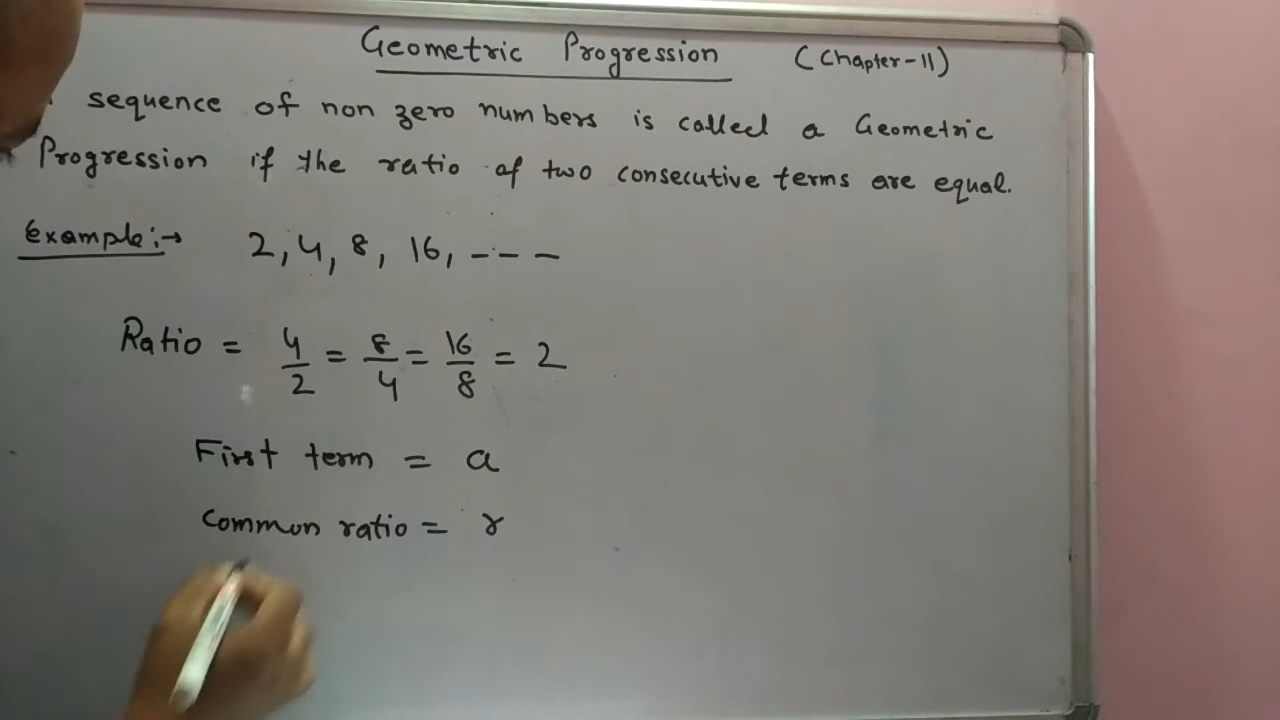 Geometric Progression (Chapter-11)
sequence of non zero numbers is called a Geometric
Progression if the ratio of two consecutive terms are equal.
Example:→ 2, 4, 8, 16, ---
Ratio = 4/2 = 8/4 = 16/8 = 2
First term = a
Common ratio = r